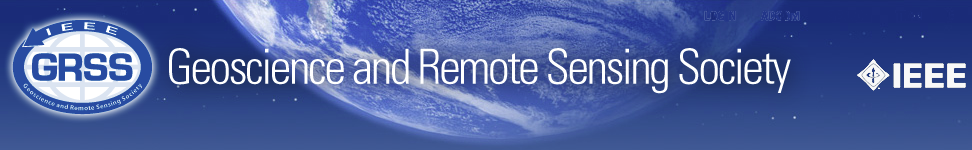 IEEE
GRSS
Geoscience and Remote Sensing Society
Geoscience and Remote Sensing Society
IEEE